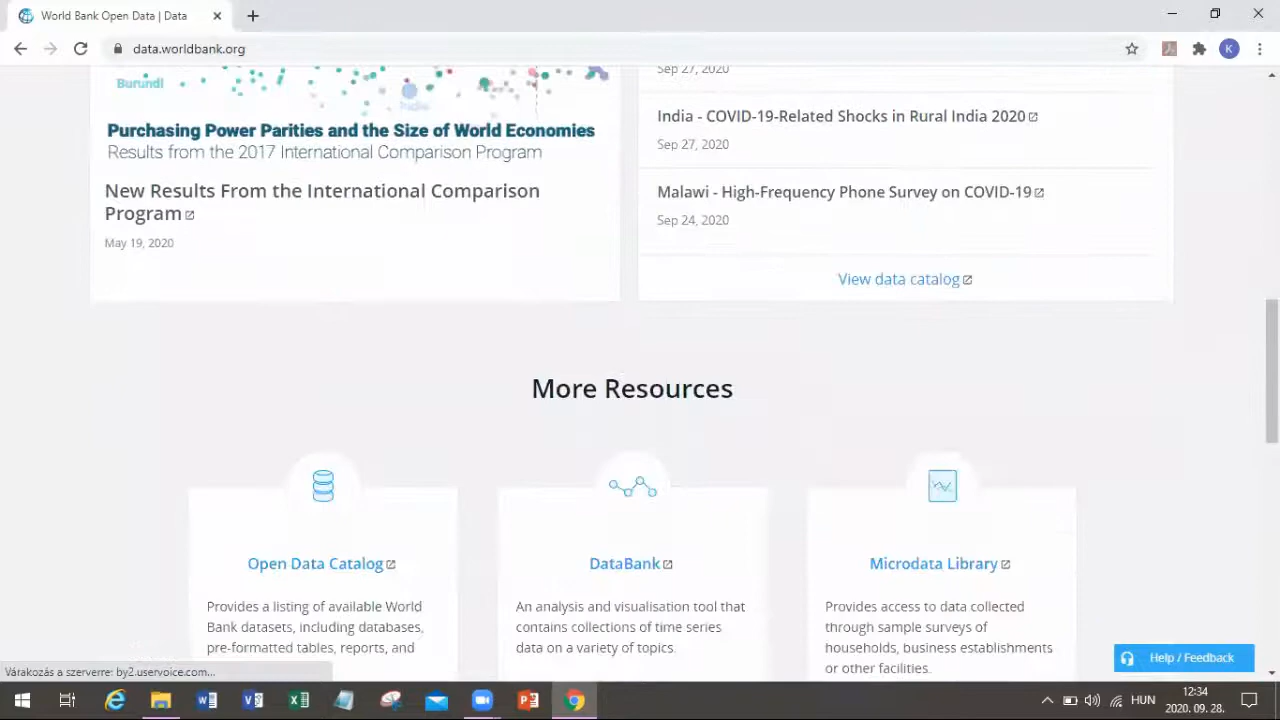 World Bank Open Data | Data
data.worldbank.org
Burundi
India
Purchasing Power Parities and the Size of World Economies
Results from the 2017 International Comparison Program
New Results From the International Comparison
Program
May 19, 2020
Sep 27, 2020
India - COVID-19-Related Shocks in Rural India 2020
Sep 27, 2020
Malawi - High-Frequency Phone Survey on COVID-19
Sep 24, 2020
View data catalog
More Resources
Open Data Catalog
Provides a listing of available World
Bank datasets, including databases,
pre-formatted tables, reports, and
DataBank
An analysis and visualisation tool that
contains collections of time series
data on a variety of topics.
Microdata Library
Provides access to data collected
through sample surveys of
households, business establishments
or other facilities.
Help / Feedback
Várakozás a szerverre: by2.uservoice.com...
K
HUN
12:34
2020. 09. 28.